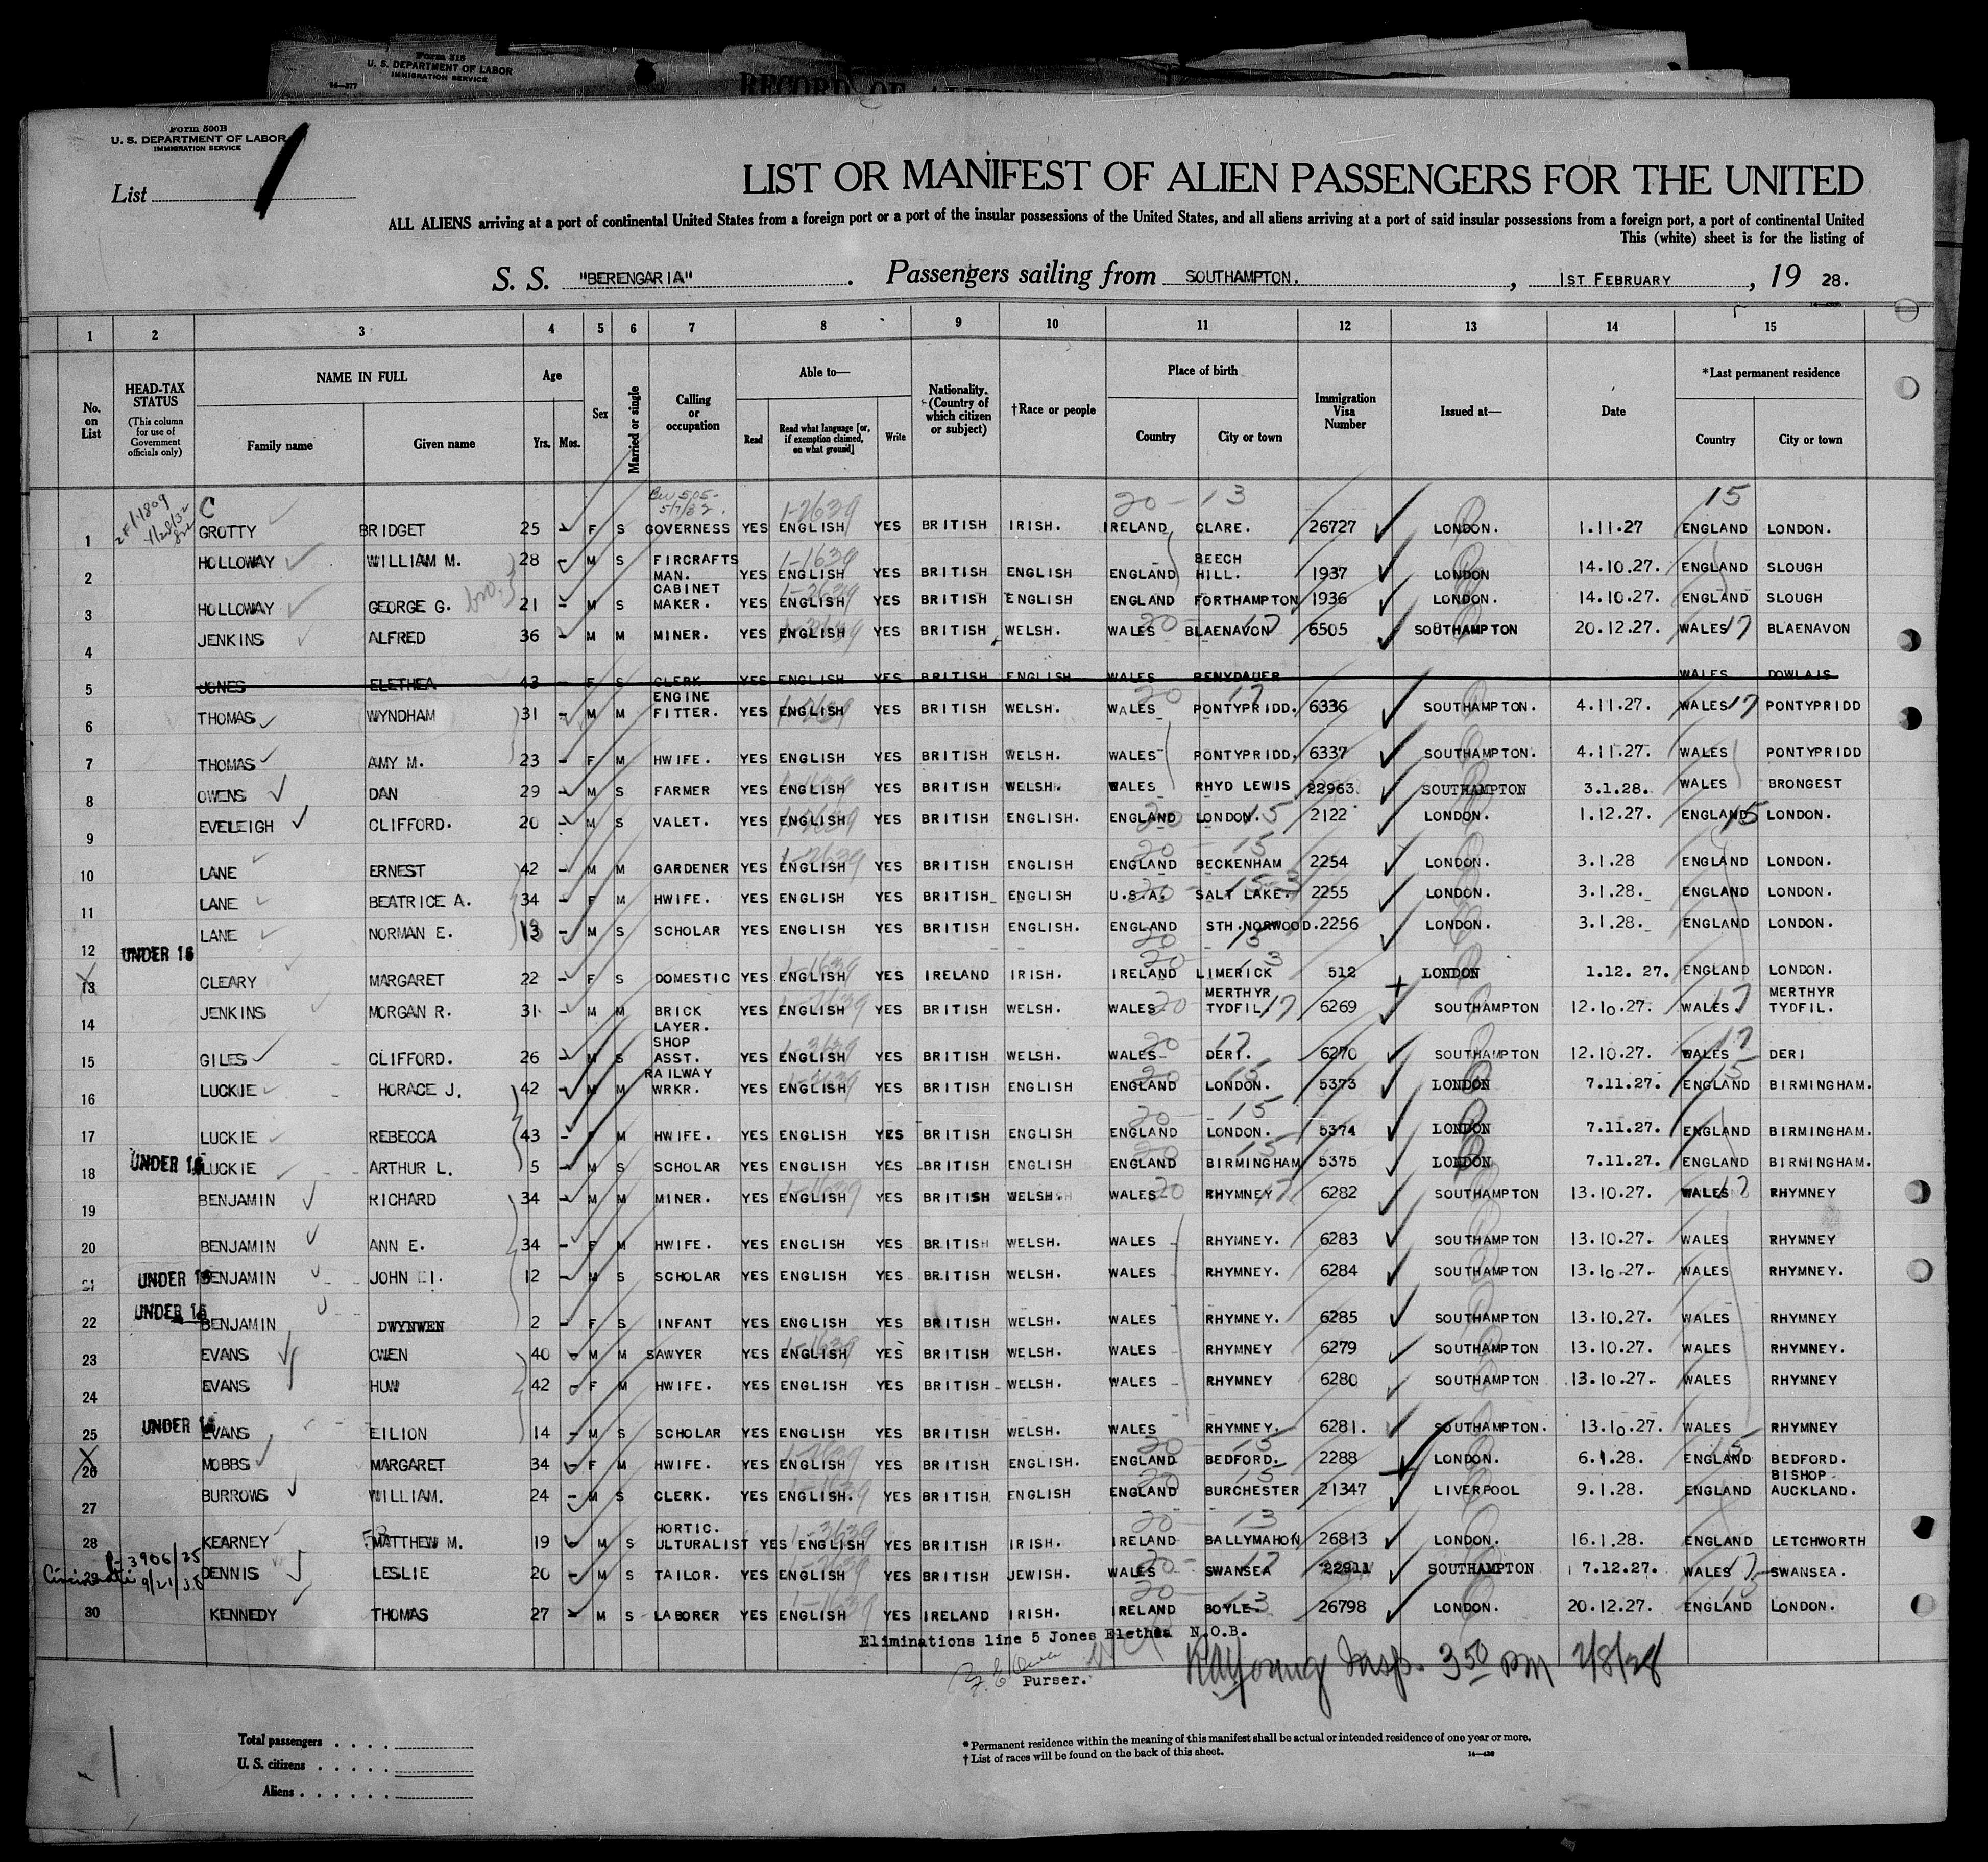 Form 519
U. S. DEPARTMENT OF LABOR
IMMIGRATION SERVICE
14—377
RECORD OF
Form 500B
U. S. DEPARTMENT OF LABOR
IMMIGRATION SERVICE
List 1
LIST OR MANIFEST OF ALIEN PASSENGERS FOR THE UNITED
ALL ALIENS arriving at a port of continental United States from a foreign port or a port of the insular possessions of the United States, and all aliens arriving at a port of said insular possessions from a foreign port, a port of continental United
This (white) sheet is for the listing of
S. S. "BERENGARIA" . Passengers sailing from SOUTHAMPTON. , 1ST FEBRUARY , 19 28.
1 2 3 4 5 6 7 8 9 10 11 12 13 14 15
No. on List
HEAD-TAX STATUS (This column for use of Government officials only)
NAME IN FULL Family name Given name
Age Yrs. Mos.
Sex
Married or single
Calling or occupation
Able to— Read Read what language [or, if exemption claimed, on what ground] Write
Nationality. (Country of which citizen or subject)
†Race or people
Place of birth Country City or town
Immigration Visa Number
Issued at—
Date
*Last permanent residence Country City or town
20 - 13 15
1 C GROTTY BRIDGET 25 - F S GOVERNESS YES ENGLISH YES BRITISH IRISH. IRELAND CLARE. 26727 LONDON. 1.11.27 ENGLAND LONDON.
2 HOLLOWAY WILLIAM M. 28 - M S FIRCRAFTS MAN. YES ENGLISH YES BRITISH ENGLISH ENGLAND BEECH HILL. 1937 LONDON 14.10.27. ENGLAND SLOUGH
3 HOLLOWAY GEORGE G. 21 - M S CABINET MAKER. YES ENGLISH YES BRITISH ENGLISH ENGLAND FORTHAMPTON 1936 LONDON. 14.10.27. ENGLAND SLOUGH
4 JENKINS ALFRED 36 - M M MINER. YES ENGLISH YES BRITISH WELSH. WALES BLAENAVON 6505 SOUTHAMPTON 20.12.27. WALES 17 BLAENAVON
5 JONES ELETHEA 43 - F S CLERK YES ENGLISH YES BRITISH ENGLISH WALES PENYDAUER WALES DOWLAIS
6 THOMAS WYNDHAM 31 - M M ENGINE FITTER. YES ENGLISH YES BRITISH WELSH. WALES PONTYPRIDD. 6336 SOUTHAMPTON. 4.11.27. WALES 17 PONTYPRIDD
7 THOMAS AMY M. 23 - F M HWIFE. YES ENGLISH YES BRITISH WELSH. WALES PONTYPRIDD. 6337 SOUTHAMPTON. 4.11.27. WALES PONTYPRIDD
8 OWENS DAN 29 - M S FARMER YES ENGLISH YES BRITISH WELSH. WALES RHYD LEWIS 22963 SOUTHAMPTON 3.1.28. WALES BRONGEST
9 EVELEIGH CLIFFORD. 20 - M S VALET. YES ENGLISH YES BRITISH ENGLISH. ENGLAND LONDON. 15 2122 LONDON. 1.12.27. ENGLAND 15 LONDON.
10 LANE ERNEST 42 - M M GARDENER YES ENGLISH YES BRITISH ENGLISH ENGLAND BECKENHAM 2254 LONDON. 3.1.28 ENGLAND LONDON.
11 LANE BEATRICE A. 34 - F M HWIFE. YES ENGLISH YES BRITISH ENGLISH U.S.A. SALT LAKE. 2255 LONDON. 3.1.28. ENGLAND LONDON.
12 UNDER 16 LANE NORMAN E. 13 - M S SCHOLAR YES ENGLISH YES BRITISH ENGLISH. ENGLAND STH.NORWOOD. 2256 LONDON. 3.1.28. ENGLAND LONDON.
13 CLEARY MARGARET 22 - F S DOMESTIC YES ENGLISH YES IRELAND IRISH. IRELAND LIMERICK 512 LONDON 1.12. 27. ENGLAND LONDON.
14 JENKINS MORGAN R. 31 - M M BRICK LAYER. YES ENGLISH YES BRITISH WELSH. WALES MERTHYR TYDFIL. 17 6269 SOUTHAMPTON 12.10.27. WALES 17 MERTHYR TYDFIL.
15 GILES CLIFFORD. 26 - M S SHOP ASST. YES ENGLISH YES BRITISH WELSH. WALES DERI. 6270 SOUTHAMPTON 12.10.27. WALES DERI
16 LUCKIE HORACE J. 42 - M M RAILWAY WRKR. YES ENGLISH YES BRITISH ENGLISH ENGLAND LONDON. 5373 LONDON 7.11.27. ENGLAND BIRMINGHAM.
17 LUCKIE REBECCA 43 - F M HWIFE. YES ENGLISH YES BRITISH ENGLISH ENGLAND LONDON. 5374 LONDON 7.11.27. ENGLAND BIRMINGHAM.
18 UNDER 16 LUCKIE ARTHUR L. 5 - M S SCHOLAR YES ENGLISH YES BRITISH ENGLISH ENGLAND BIRMINGHAM 5375 LONDON 7.11.27. ENGLAND BIRMINGHAM.
19 BENJAMIN RICHARD 34 - M M MINER. YES ENGLISH YES BRITISH WELSH. WALES RHYMNEY 17 6282 SOUTHAMPTON 13.10.27. WALES 17 RHYMNEY
20 BENJAMIN ANN E. 34 - F M HWIFE. YES ENGLISH YES BRITISH WELSH. WALES RHYMNEY. 6283 SOUTHAMPTON 13.10.27. WALES RHYMNEY
21 UNDER 16 BENJAMIN JOHN EI. 12 - M S SCHOLAR YES ENGLISH YES BRITISH WELSH. WALES RHYMNEY. 6284 SOUTHAMPTON 13.10.27. WALES RHYMNEY.
22 UNDER 16 BENJAMIN DWYNWEN 2 - F S INFANT YES ENGLISH YES BRITISH WELSH. WALES RHYMNEY. 6285 SOUTHAMPTON 13.10.27. WALES RHYMNEY
23 EVANS OWEN 40 - M M SAWYER YES ENGLISH YES BRITISH WELSH. WALES RHYMNEY 6279 SOUTHAMPTON 13.10.27. WALES RHYMNEY.
24 EVANS HUW 42 - F M HWIFE. YES ENGLISH YES BRITISH WELSH. WALES RHYMNEY 6280 SOUTHAMPTON 13.10.27. WALES RHYMNEY
25 UNDER 16 EVANS EILION 14 - M S SCHOLAR YES ENGLISH YES BRITISH WELSH. WALES RHYMNEY. 6281. SOUTHAMPTON. 13.10.27. WALES RHYMNEY
26 MOBBS MARGARET 34 - F M HWIFE. YES ENGLISH YES BRITISH ENGLISH. ENGLAND BEDFORD. 2288 LONDON. 6.1.28. ENGLAND BEDFORD.
27 BURROWS WILLIAM. 24 - M S CLERK. YES ENGLISH. YES BRITISH ENGLISH ENGLAND BURCHESTER 21347 LIVERPOOL 9.1.28. ENGLAND BISHOP AUCKLAND.
28 KEARNEY MATTHEW M. 19 - M S HORTIC. ULTURALIST YES ENGLISH YES BRITISH IRISH. IRELAND BALLYMAHON 26813 LONDON. 16.1.28. ENGLAND LETCHWORTH
29 DENNIS LESLIE 20 - M S TAILOR. YES ENGLISH YES BRITISH JEWISH. WALES SWANSEA 22911 SOUTHAMPTON 7.12.27. WALES 17 SWANSEA.
30 KENNEDY THOMAS 27 - M S LABORER YES ENGLISH YES IRELAND IRISH. IRELAND BOYLE. 26798 LONDON. 20.12.27. ENGLAND LONDON.
Eliminations line 5 Jones Elethea N.O.B.
Purser.
Insp. 3 50 PM 2/8/28
Total passengers
U. S. citizens
Aliens
* Permanent residence within the meaning of this manifest shall be actual or intended residence of one year or more.
† List of races will be found on the back of this sheet.
14—430